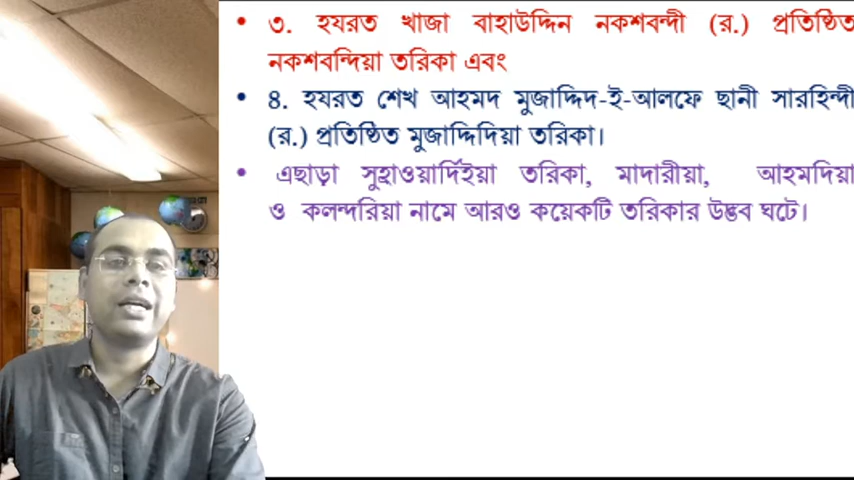 • ৩. হযরত খাজা বাহাউদ্দিন নকশবন্দী (র.) প্রতিষ্ঠিত
নকশবন্দিয়া তরিকা এবং
• ৪. হযরত শেখ আহমদ মুজাদ্দিদ-ই-আলফে ছানী সারহিন্দী
(র.) প্রতিষ্ঠিত মুজাদ্দিদিয়া তরিকা।
• এছাড়া সুহ্রাওয়ার্দিইয়া তরিকা, মাদারীয়া, আহমদিয়া
ও কলন্দরিয়া নামে আরও কয়েকটি তরিকার উদ্ভব ঘটে।